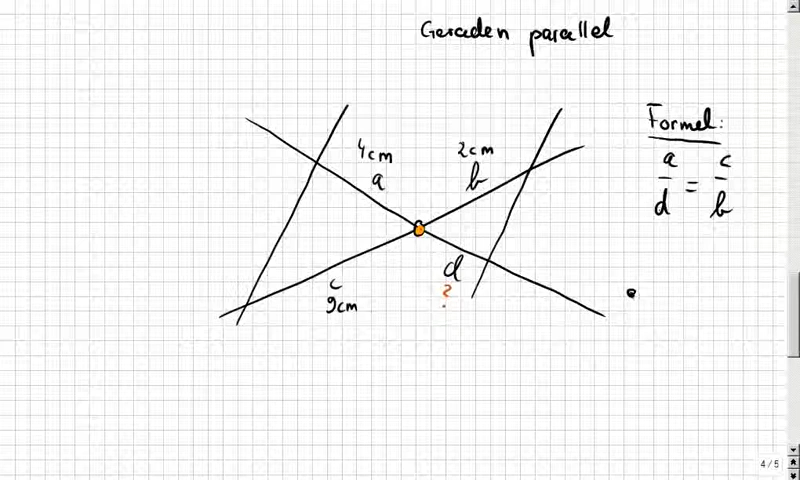 Geraden parallel
Formel:
4cm
a
2cm
b
a/d = c/b
c
9cm
d
?
4/5